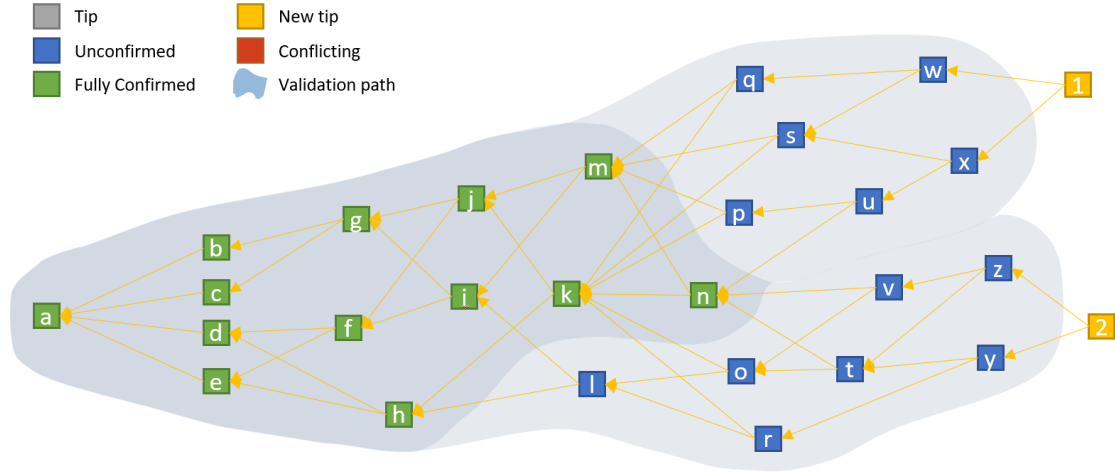 Tip
New tip
Unconfirmed
Conflicting
Fully Confirmed
Validation path
q
w
1
s
x
m
j
p
u
g
b
z
c
i
k
n
v
a
d
f
2
e
o
t
y
l
h
r